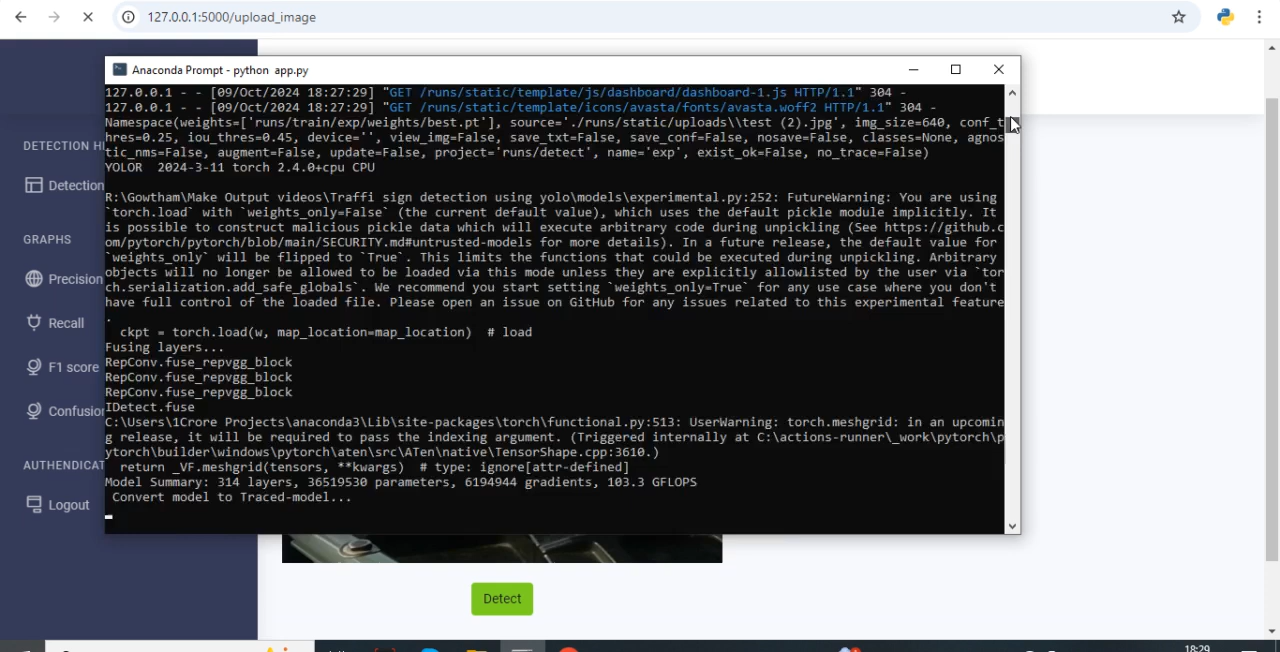 127.0.0.1:5000/upload_image
Anaconda Prompt - python  app.py
127.0.0.1 - - [09/Oct/2024 18:27:29] "GET /runs/static/template/js/dashboard/dashboard-1.js HTTP/1.1" 304 -
127.0.0.1 - - [09/Oct/2024 18:27:29] "GET /runs/static/template/icons/avasta/fonts/avasta.woff2 HTTP/1.1" 304 -
Namespace(weights=['runs/train/exp/weights/best.pt'], source='./runs/static/uploads\\test (2).jpg', img_size=640, conf_t
hres=0.25, iou_thres=0.45, device='', view_img=False, save_txt=False, save_conf=False, nosave=False, classes=None, agnos
tic_nms=False, augment=False, update=False, project='runs/detect', name='exp', exist_ok=False, no_trace=False)
YOLOR  2024-3-11 torch 2.4.0+cpu CPU
R:\Gowtham\Make Output videos\Traffi sign detection using yolo\models\experimental.py:252: FutureWarning: You are using
`torch.load` with `weights_only=False` (the current default value), which uses the default pickle module implicitly. It
is possible to construct malicious pickle data which will execute arbitrary code during unpickling (See https://github.c
om/pytorch/pytorch/blob/main/SECURITY.md#untrusted-models for more details). In a future release, the default value for
`weights_only` will be flipped to `True`. This limits the functions that could be executed during unpickling. Arbitrary
objects will no longer be allowed to be loaded via this mode unless they are explicitly allowlisted by the user via `tor
ch.serialization.add_safe_globals`. We recommend you start setting `weights_only=True` for any use case where you don't
have full control of the loaded file. Please open an issue on GitHub for any issues related to this experimental feature
.
  ckpt = torch.load(w, map_location=map_location)  # load
Fusing layers...
RepConv.fuse_repvgg_block
RepConv.fuse_repvgg_block
RepConv.fuse_repvgg_block
IDetect.fuse
C:\Users\1Crore Projects\anaconda3\Lib\site-packages\torch\functional.py:513: UserWarning: torch.meshgrid: in an upcomin
g release, it will be required to pass the indexing argument. (Triggered internally at C:\actions-runner\_work\pytorch\p
ytorch\builder\windows\pytorch\aten\src\ATen\native\TensorShape.cpp:3610.)
  return _VF.meshgrid(tensors, **kwargs)  # type: ignore[attr-defined]
Model Summary: 314 layers, 36519530 parameters, 6194944 gradients, 103.3 GFLOPS
 Convert model to Traced-model...
DETECTION H
Detection
GRAPHS
Precision
Recall
F1 score
Confusio
AUTHENTICAT
Logout
Detect
18:29